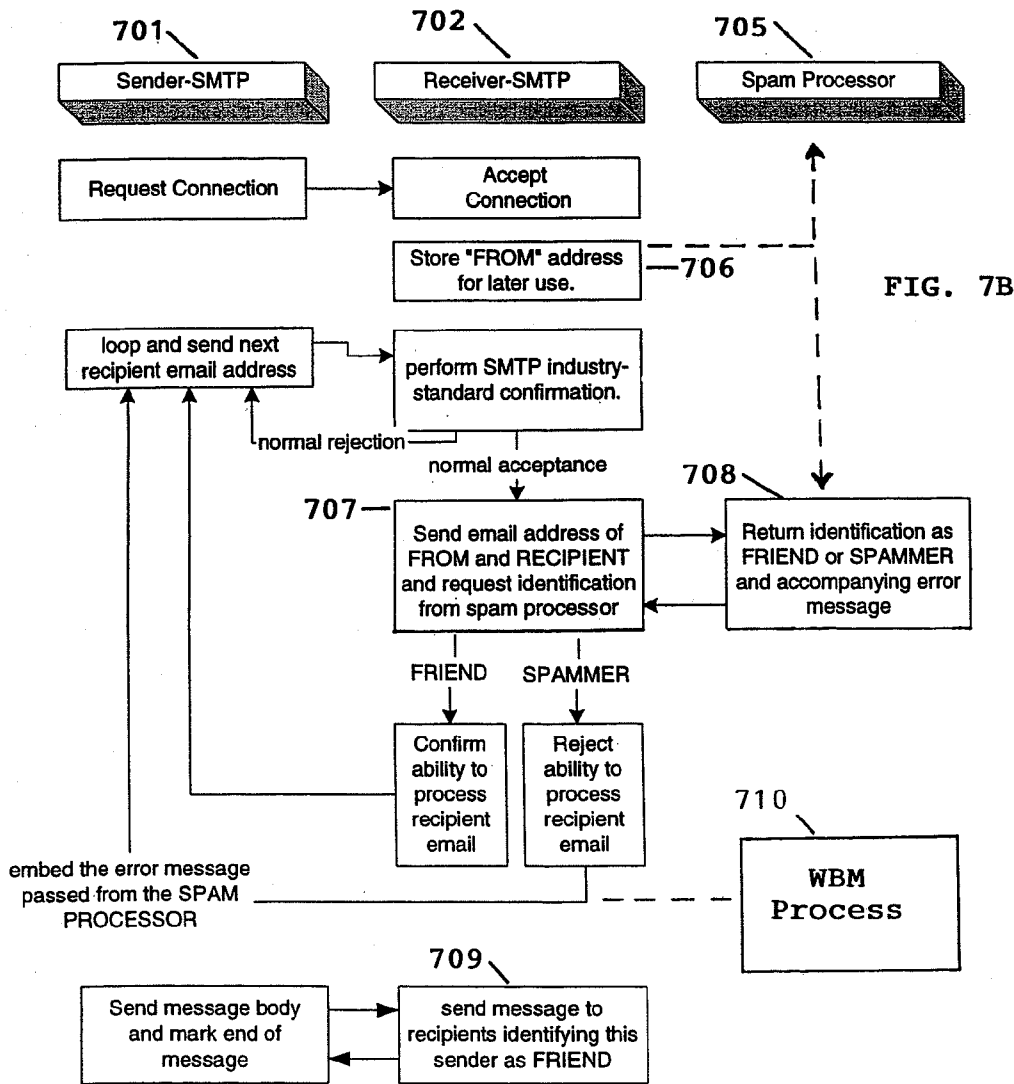 701
702
705
Sender-SMTP
Receiver-SMTP
Spam Processor
Request Connection
Accept
Connection
Store "FROM" address
for later use.
706
FIG. 7B
loop and send next
recipient email address
perform SMTP industry-
standard confirmation.
normal rejection
normal acceptance
707
708
Send email address of
FROM and RECIPIENT
and request identification
from spam processor
Return identification as
FRIEND or SPAMMER
and accompanying error
message
FRIEND
SPAMMER
Confirm
ability to
process
recipient
email
Reject
ability to
process
recipient
email
710
WBM
Process
embed the error message
passed from the SPAM
PROCESSOR
709
Send message body
and mark end of
message
send message to
recipients identifying this
sender as FRIEND